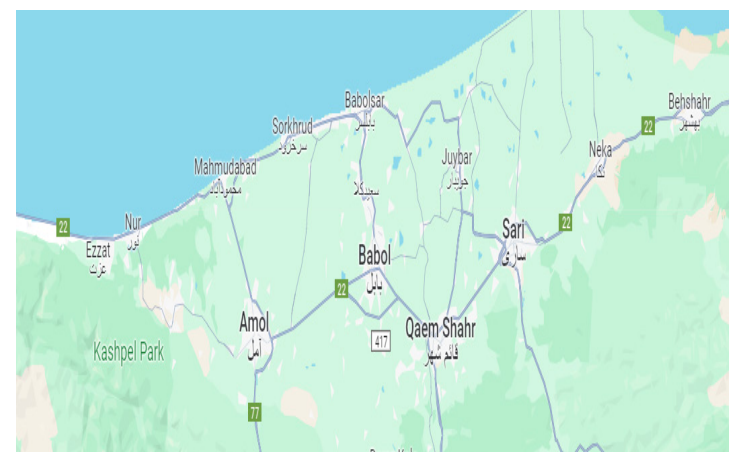 Behshahr
بهشهر
22
Babolsar
بابلسر
Sorkhrud
سرخرود
Neka
نکا
Juybar
جویبار
Mahmudabad
محمودآباد
سعیدکلا
22
Nur
نور
22
Sari
ساری
Ezzat
عزت
Babol
بابل
22
Amol
آمل
Qaem Shahr
قائم شهر
417
Kashpel Park
77